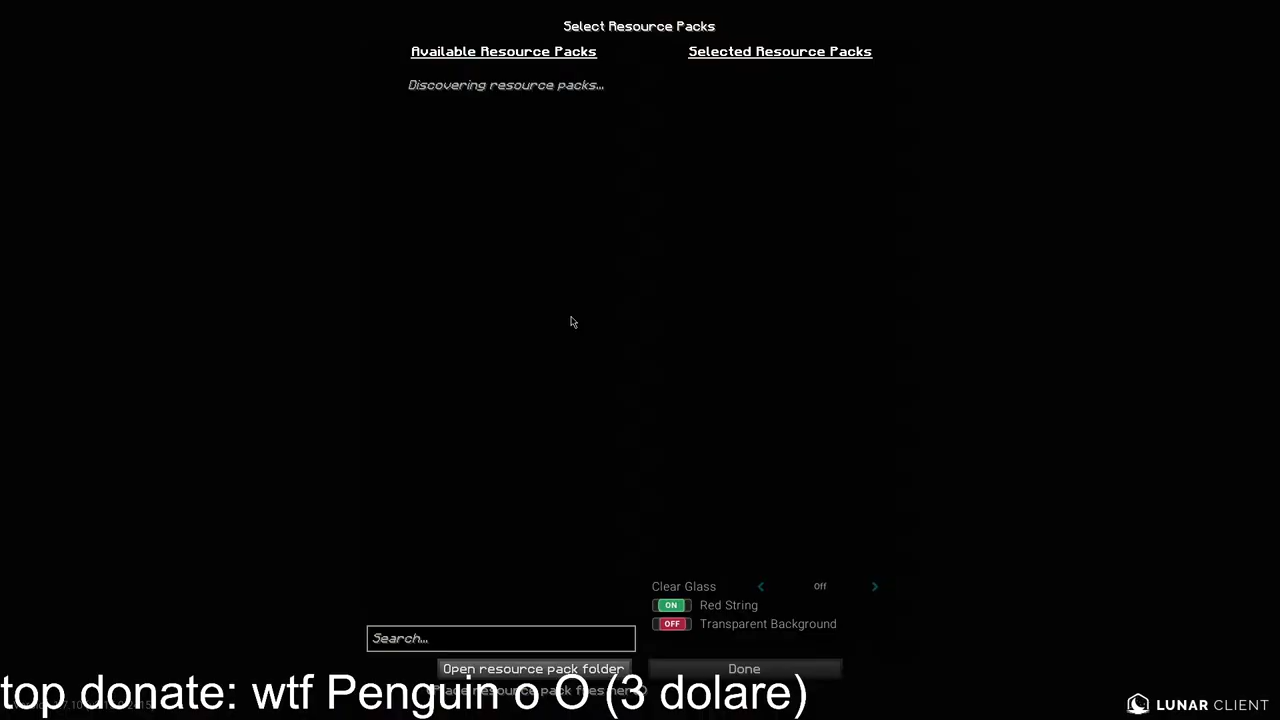 Select Resource Packs
Available Resource Packs
Selected Resource Packs
Discovering resource packs...
Clear Glass
Off
ON
Red String
OFF
Transparent Background
Search...
Open resource pack folder
Done
top donate: wtf Penguin o O (3 dolare)
LUNAR CLIENT